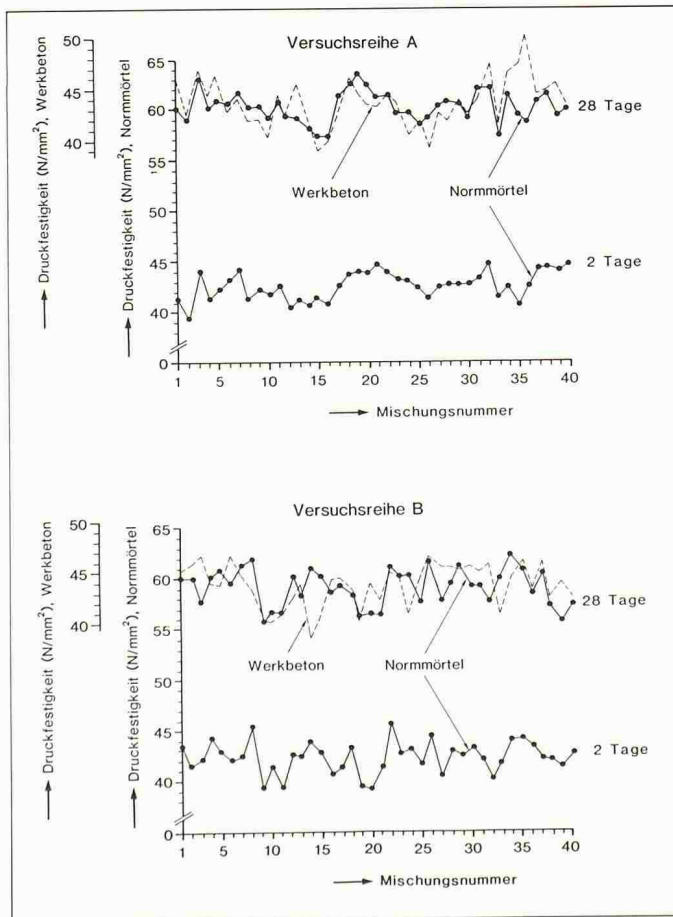 Versuchsreihe A
Druckfestigkeit (N/mm²), Werkbeton
50
45
40
Druckfestigkeit (N/mm²), Normmörtel
65
60
55
50
45
40
0
28 Tage
Werkbeton
Normmörtel
2 Tage
1 5 10 15 20 25 30 35 40
Mischungsnummer
Versuchsreihe B
Druckfestigkeit (N/mm²), Werkbeton
50
45
40
Druckfestigkeit (N/mm²), Normmörtel
65
60
55
50
45
40
0
28 Tage
Werkbeton
Normmörtel
2 Tage
1 5 10 15 20 25 30 35 40
Mischungsnummer